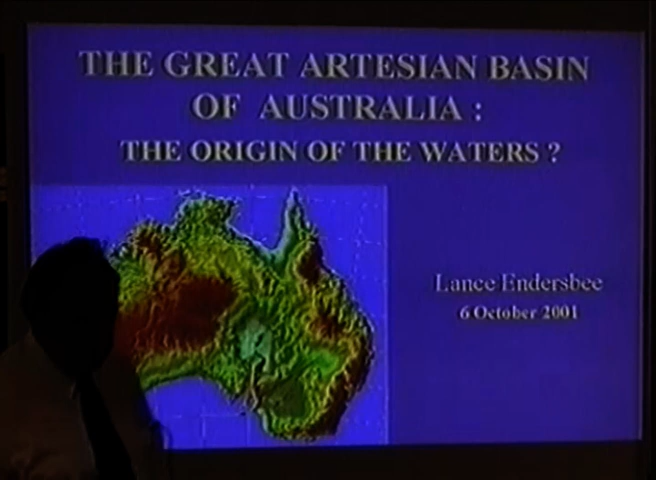 THE GREAT ARTESIAN BASIN
OF AUSTRALIA :
THE ORIGIN OF THE WATERS ?
Lance Endersbee
6 October 2001